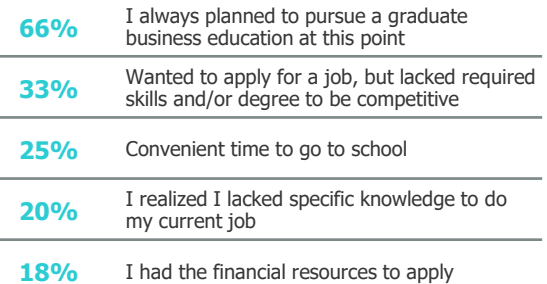 66%
I always planned to pursue a graduate
business education at this point
33%
Wanted to apply for a job, but lacked required
skills and/or degree to be competitive
25%
Convenient time to go to school
20%
I realized I lacked specific knowledge to do
my current job
18%
I had the financial resources to apply